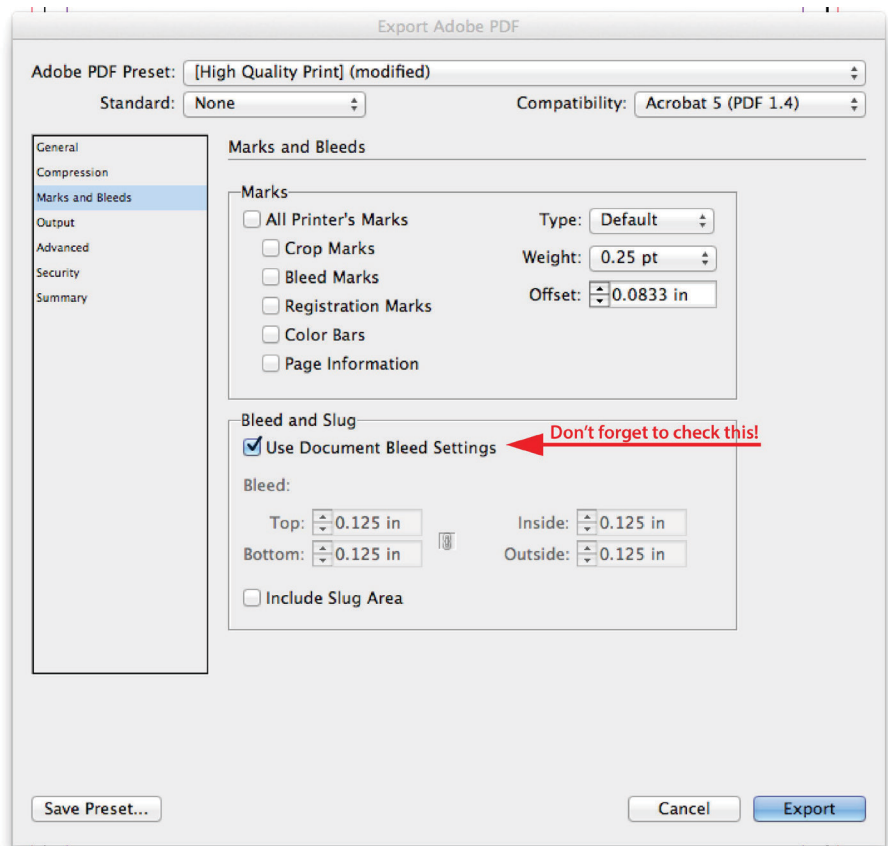 Export Adobe PDF
Adobe PDF Preset: [High Quality Print] (modified)
Standard: None Compatibility: Acrobat 5 (PDF 1.4)
General
Compression
Marks and Bleeds
Output
Advanced
Security
Summary
Marks and Bleeds
Marks
All Printer's Marks Type: Default
Crop Marks Weight: 0.25 pt
Bleed Marks Offset: 0.0833 in
Registration Marks
Color Bars
Page Information
Bleed and Slug
Use Document Bleed Settings Don't forget to check this!
Bleed:
Top: 0.125 in Inside: 0.125 in
Bottom: 0.125 in Outside: 0.125 in
Include Slug Area
Save Preset... Cancel Export